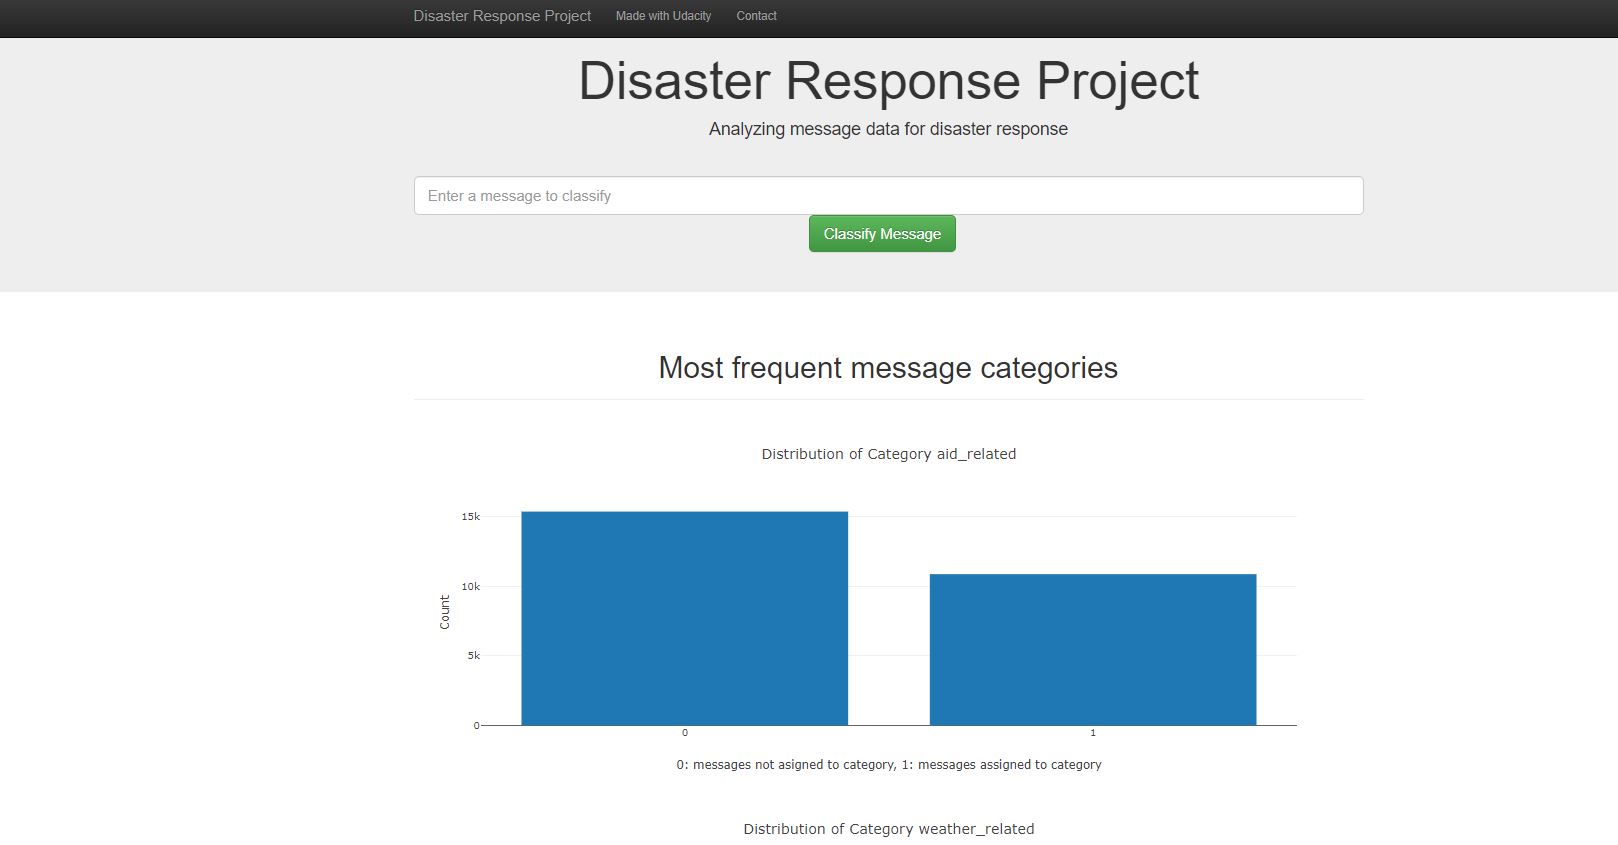 Disaster Response Project Made with Udacity Contact
Disaster Response Project
Analyzing message data for disaster response
Enter a message to classify
Classify Message
Most frequent message categories
Distribution of Category aid_related
15k
10k
5k
0
Count
0 1
0: messages not asigned to category, 1: messages assigned to category
Distribution of Category weather_related